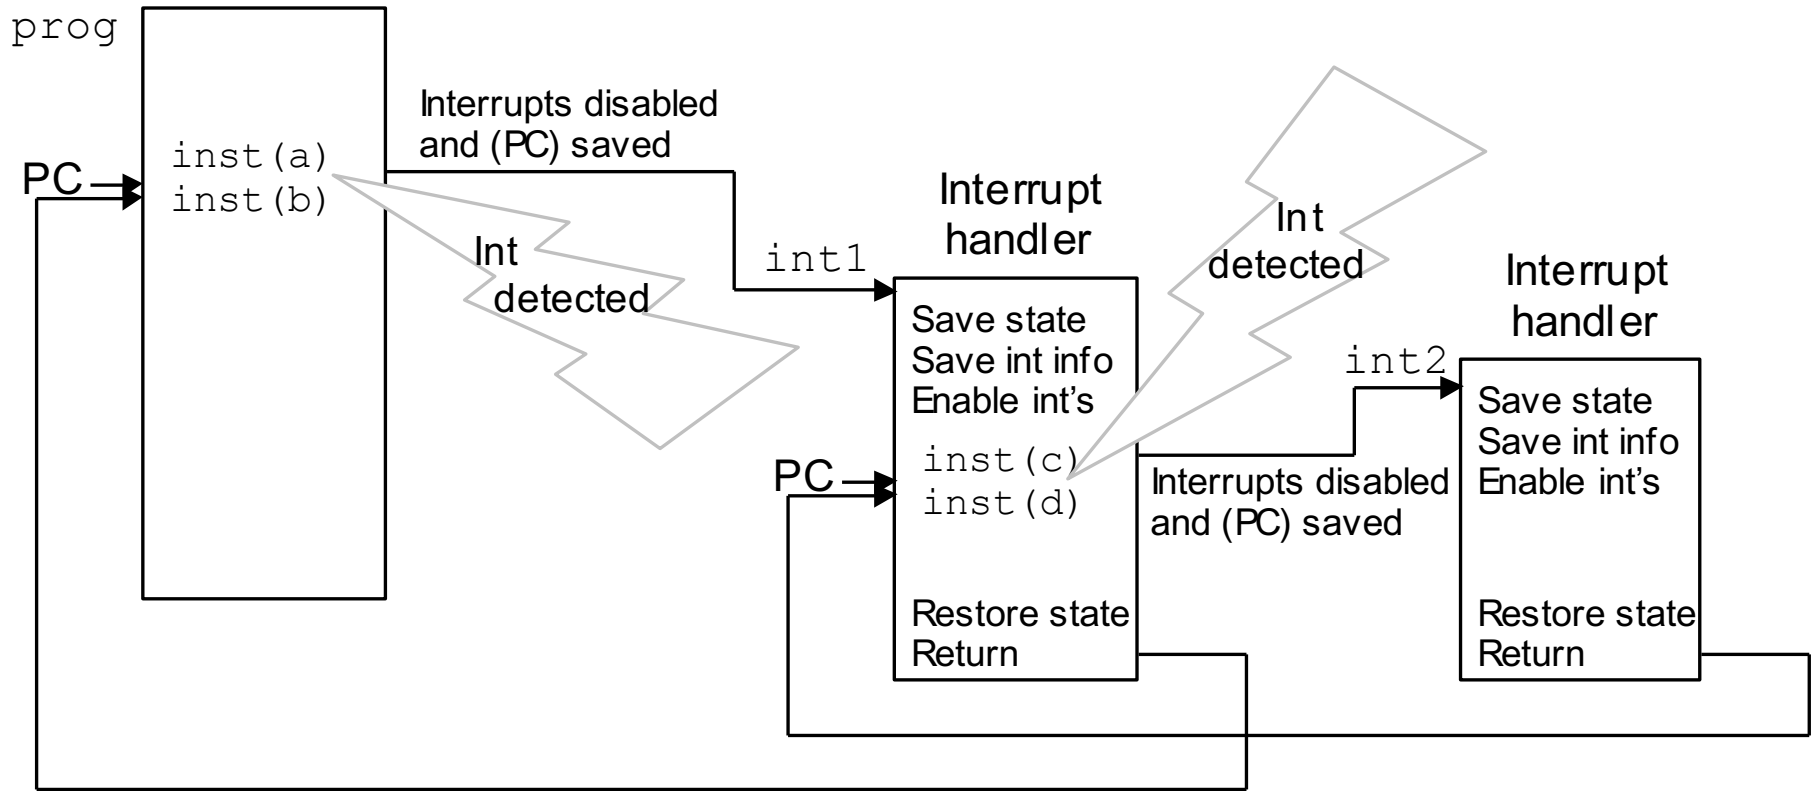 prog
Interrupts disabled
and (PC) saved
inst(a)
PC
inst(b)
Int
detected
int1
Interrupt
handler
Save state
Save int info
Enable int's
inst(c)
PC
inst(d)
Restore state
Return
Int
detected
Interrupts disabled
and (PC) saved
int2
Interrupt
handler
Save state
Save int info
Enable int's
Restore state
Return